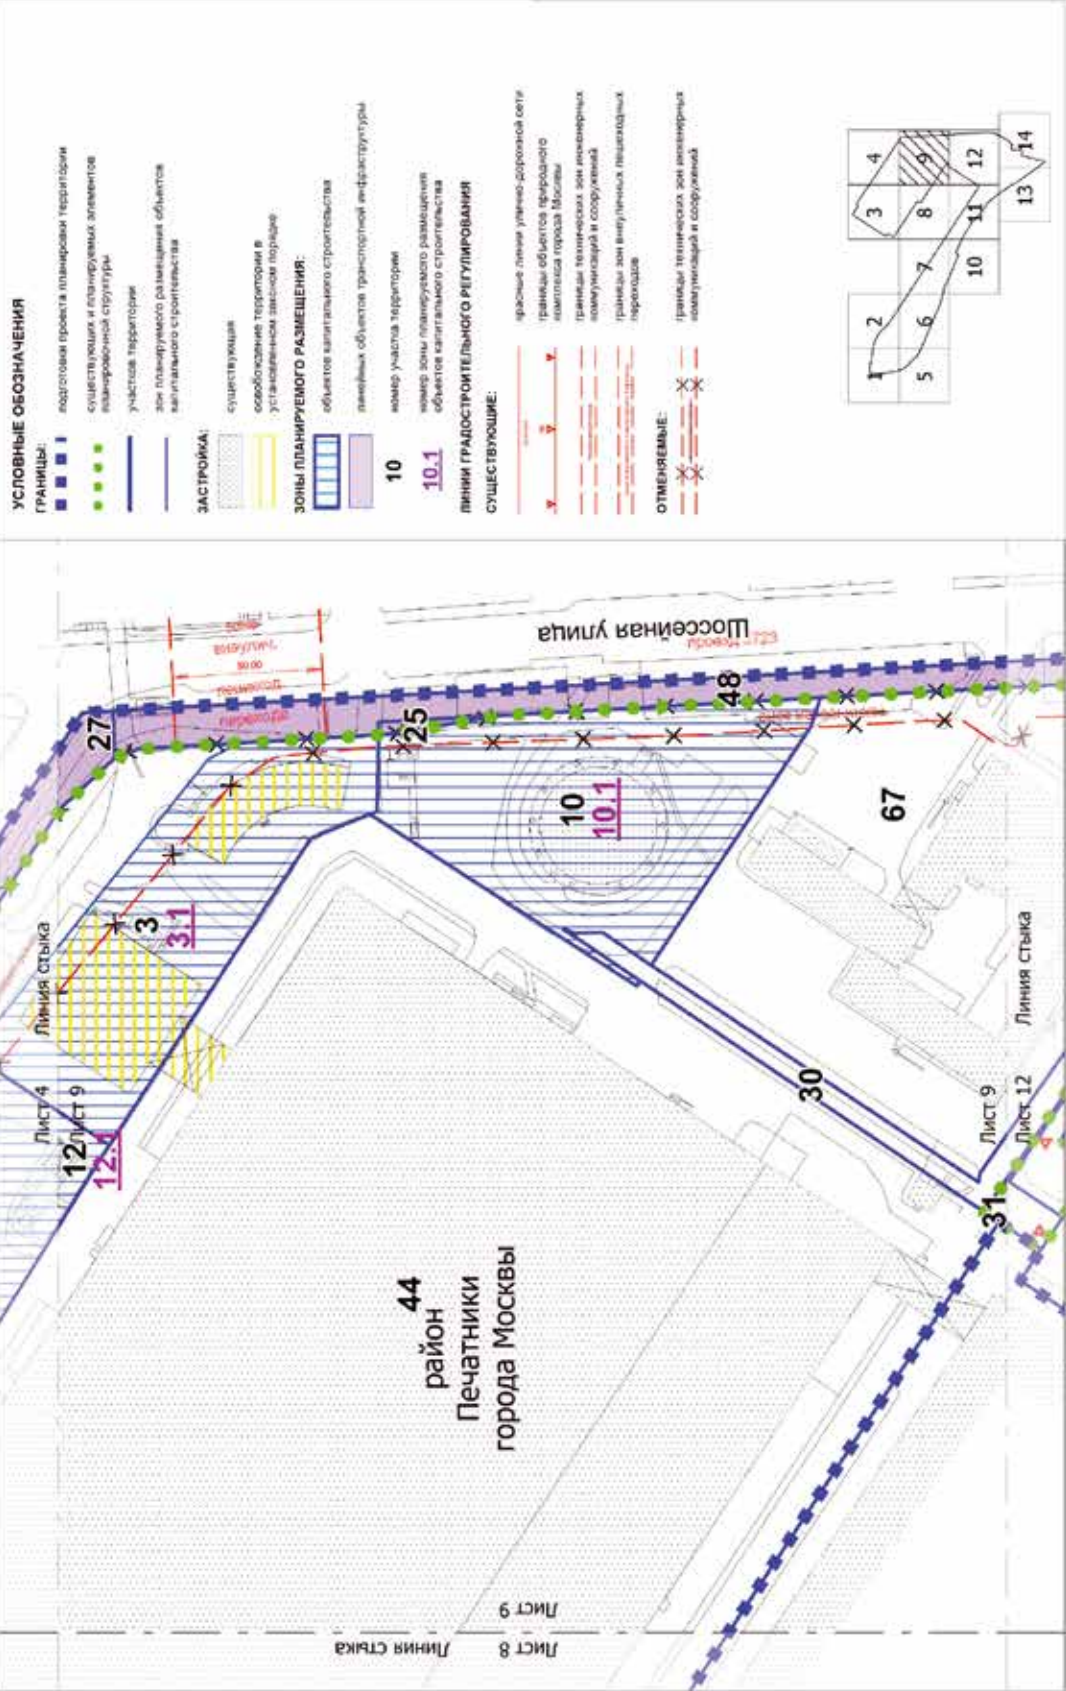 УСЛОВНЫЕ ОБОЗНАЧЕНИЯ
ГРАНИЦЫ:
подготовки проекта планировки территории
существующих и планируемых элементов
планировочной структуры
участков территории
зон планируемого размещения объектов
капитального строительства
ЗАСТРОЙКА:
существующая
освобождение территории в
установленном законом порядке
ЗОНЫ ПЛАНИРУЕМОГО РАЗМЕЩЕНИЯ:
объектов капитального строительства
линейных объектов транспортной инфраструктуры
10
номер участка территории
10.1
номер зоны планируемого размещения
объектов капитального строительства
ЛИНИИ ГРАДОСТРОИТЕЛЬНОГО РЕГУЛИРОВАНИЯ
СУЩЕСТВУЮЩИЕ:
красные линии улично-дорожной сети
границы объектов природного
комплекса города Москвы
границы технических зон инженерных
коммуникаций и сооружений
границы зон внеуличных пешеходных
переходов
ОТМЕНЯЕМЫЕ:
границы технических зон инженерных
коммуникаций и сооружений
1
2
3
4
5
6
7
8
9
10
11
12
13
14
27
25
48
Шоссейная улица
3
3.1
10
10.1
67
12
12.1
30
31
44
район
Печатники
города Москвы
Линия стыка
Лист 4
Лист 9
Линия стыка
Лист 9
Лист 12
Линия стыка
Лист 9
Лист 8